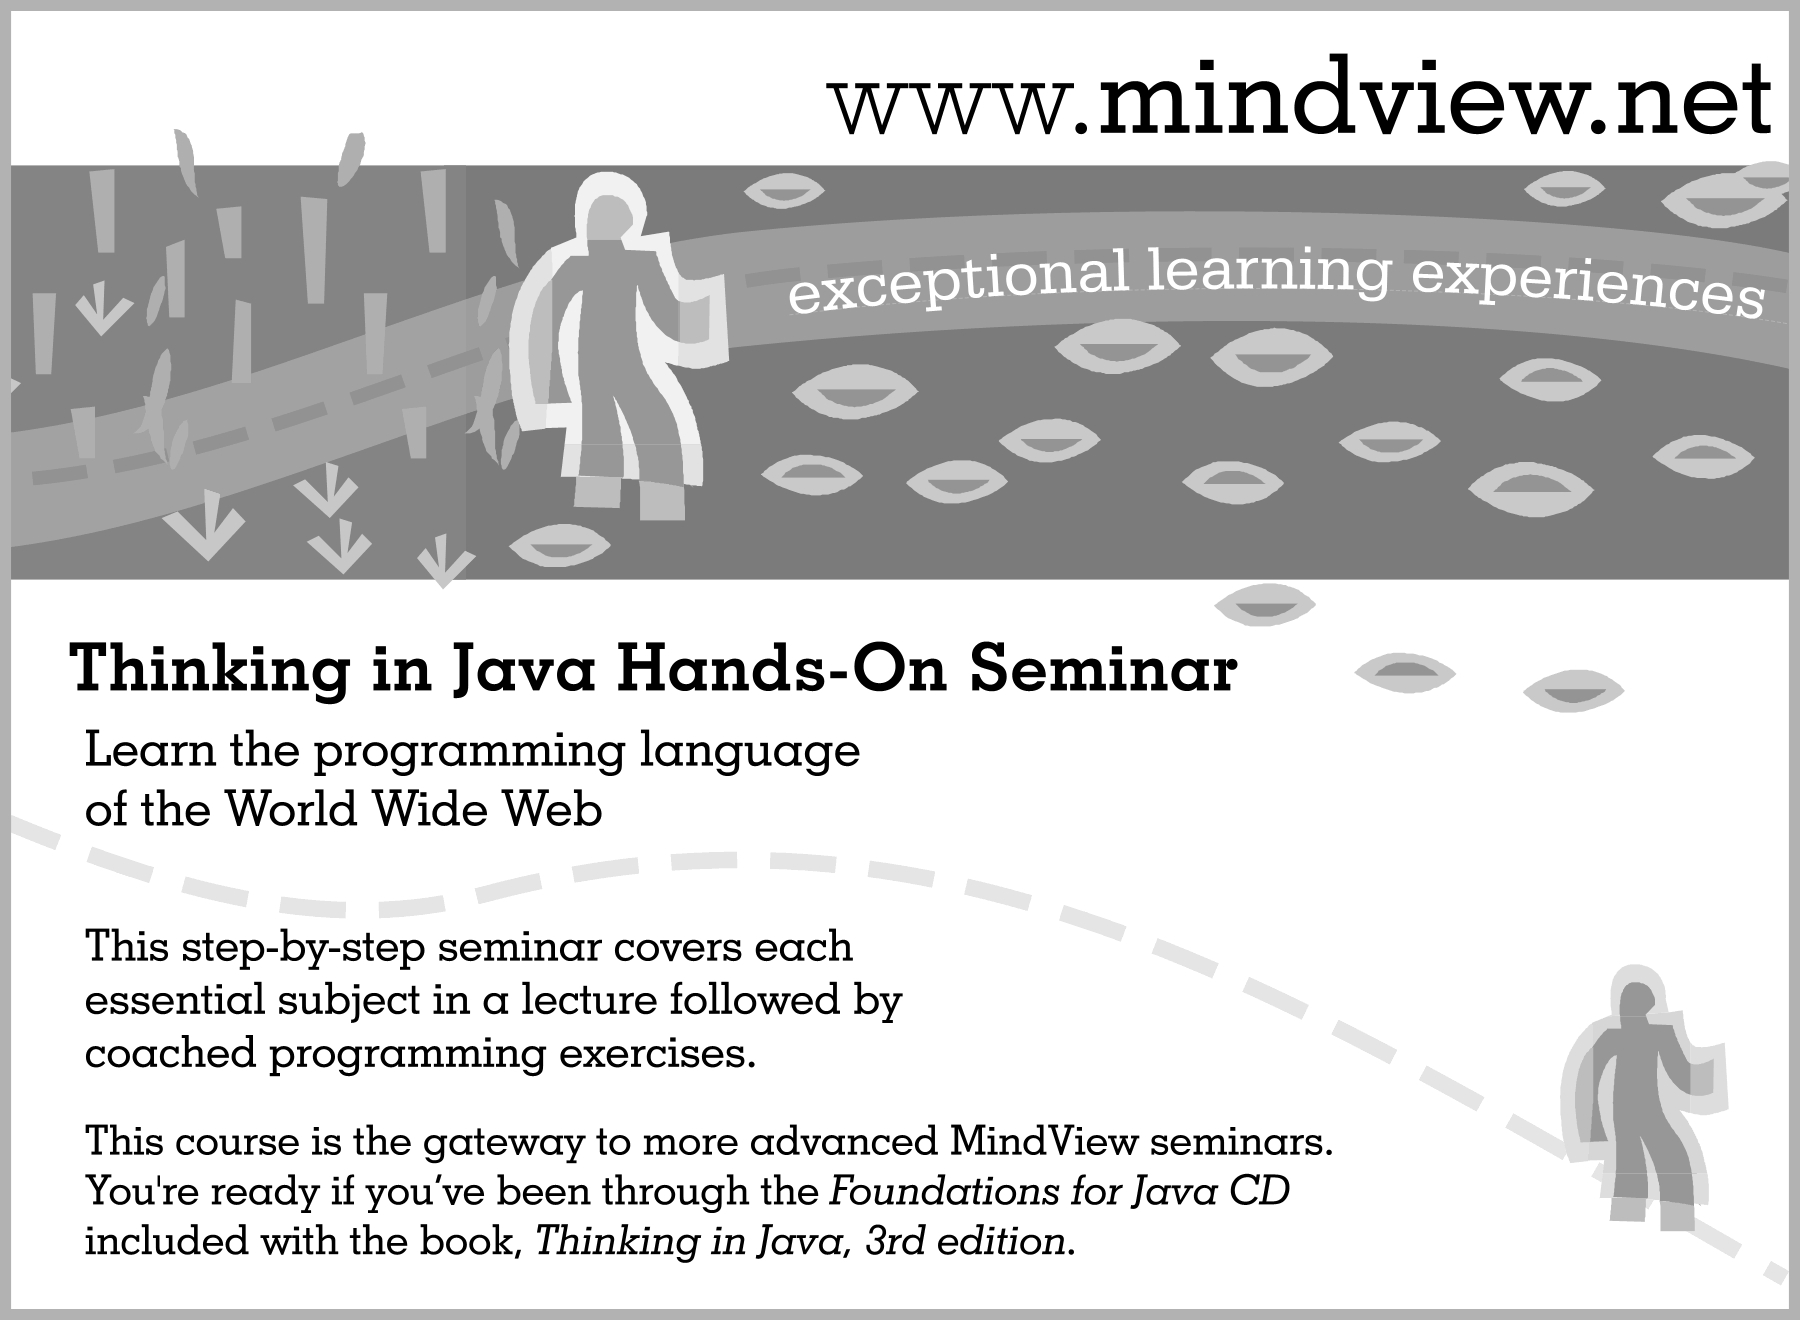 www.mindview.net
exceptional learning experiences
Thinking in Java Hands-On Seminar
Learn the programming language
of the World Wide Web
This step-by-step seminar covers each
essential subject in a lecture followed by
coached programming exercises.
This course is the gateway to more advanced MindView seminars.
You're ready if you’ve been through the Foundations for Java CD
included with the book, Thinking in Java, 3rd edition.